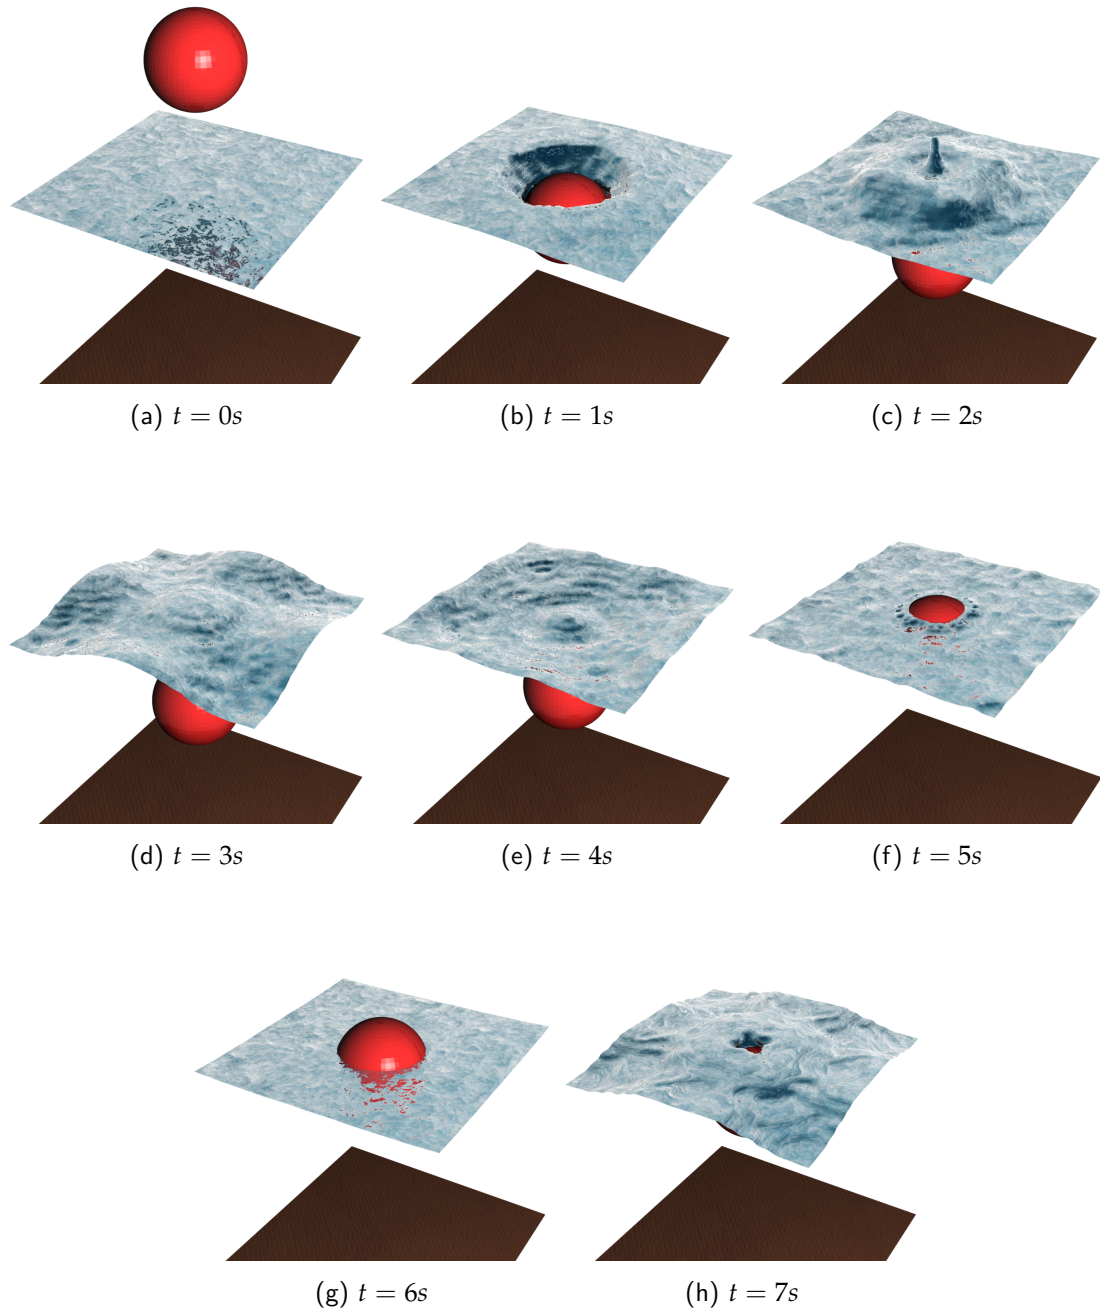 (a) t = 0s
(b) t = 1s
(c) t = 2s
(d) t = 3s
(e) t = 4s
(f) t = 5s
(g) t = 6s
(h) t = 7s